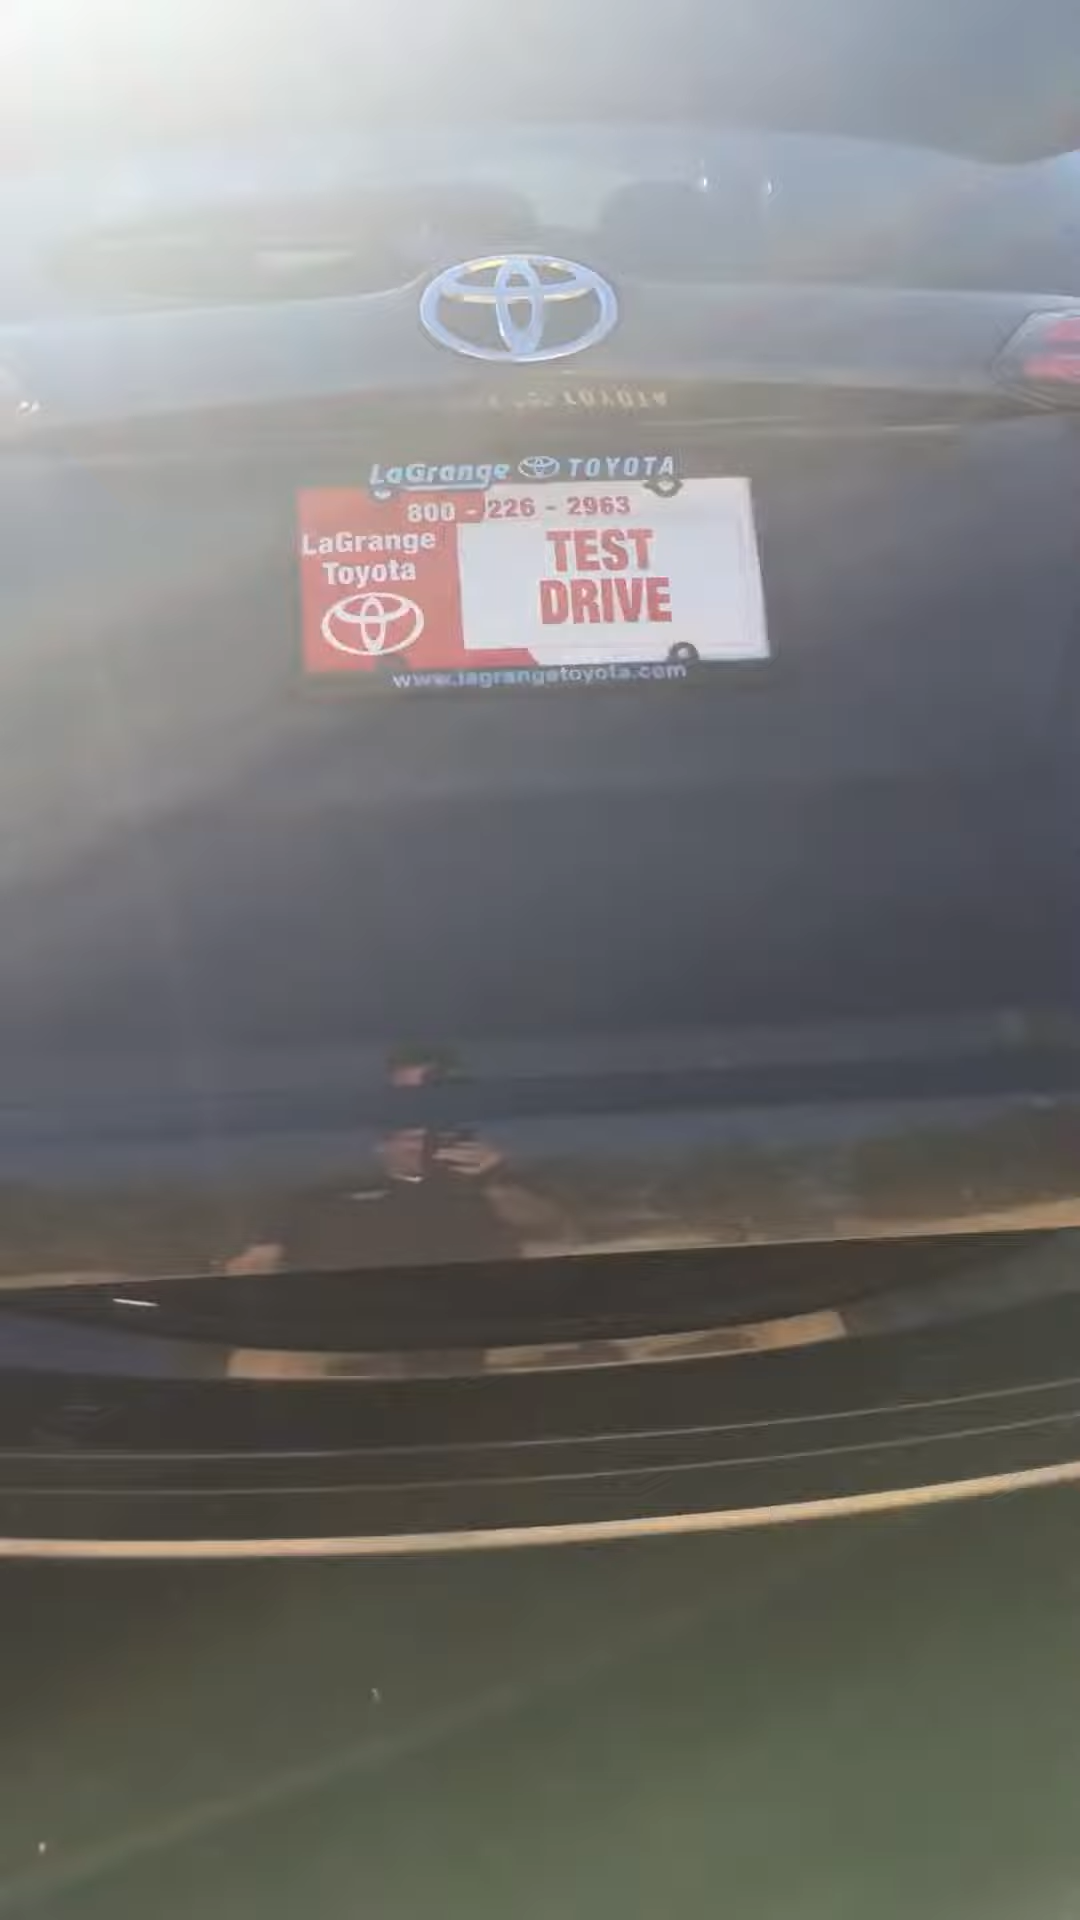 LaGrange TOYOTA
800 - 226 - 2963
LaGrange
Toyota
TEST
DRIVE
www.lagrangetoyota.com